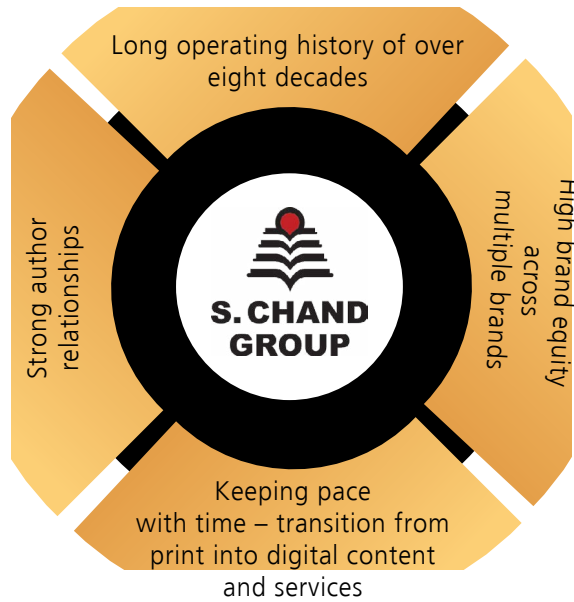 Long operating history of over
eight decades
Strong author
relationships
High brand equity
across
multiple brands
S. CHAND
GROUP
Keeping pace
with time – transition from
print into digital content
and services